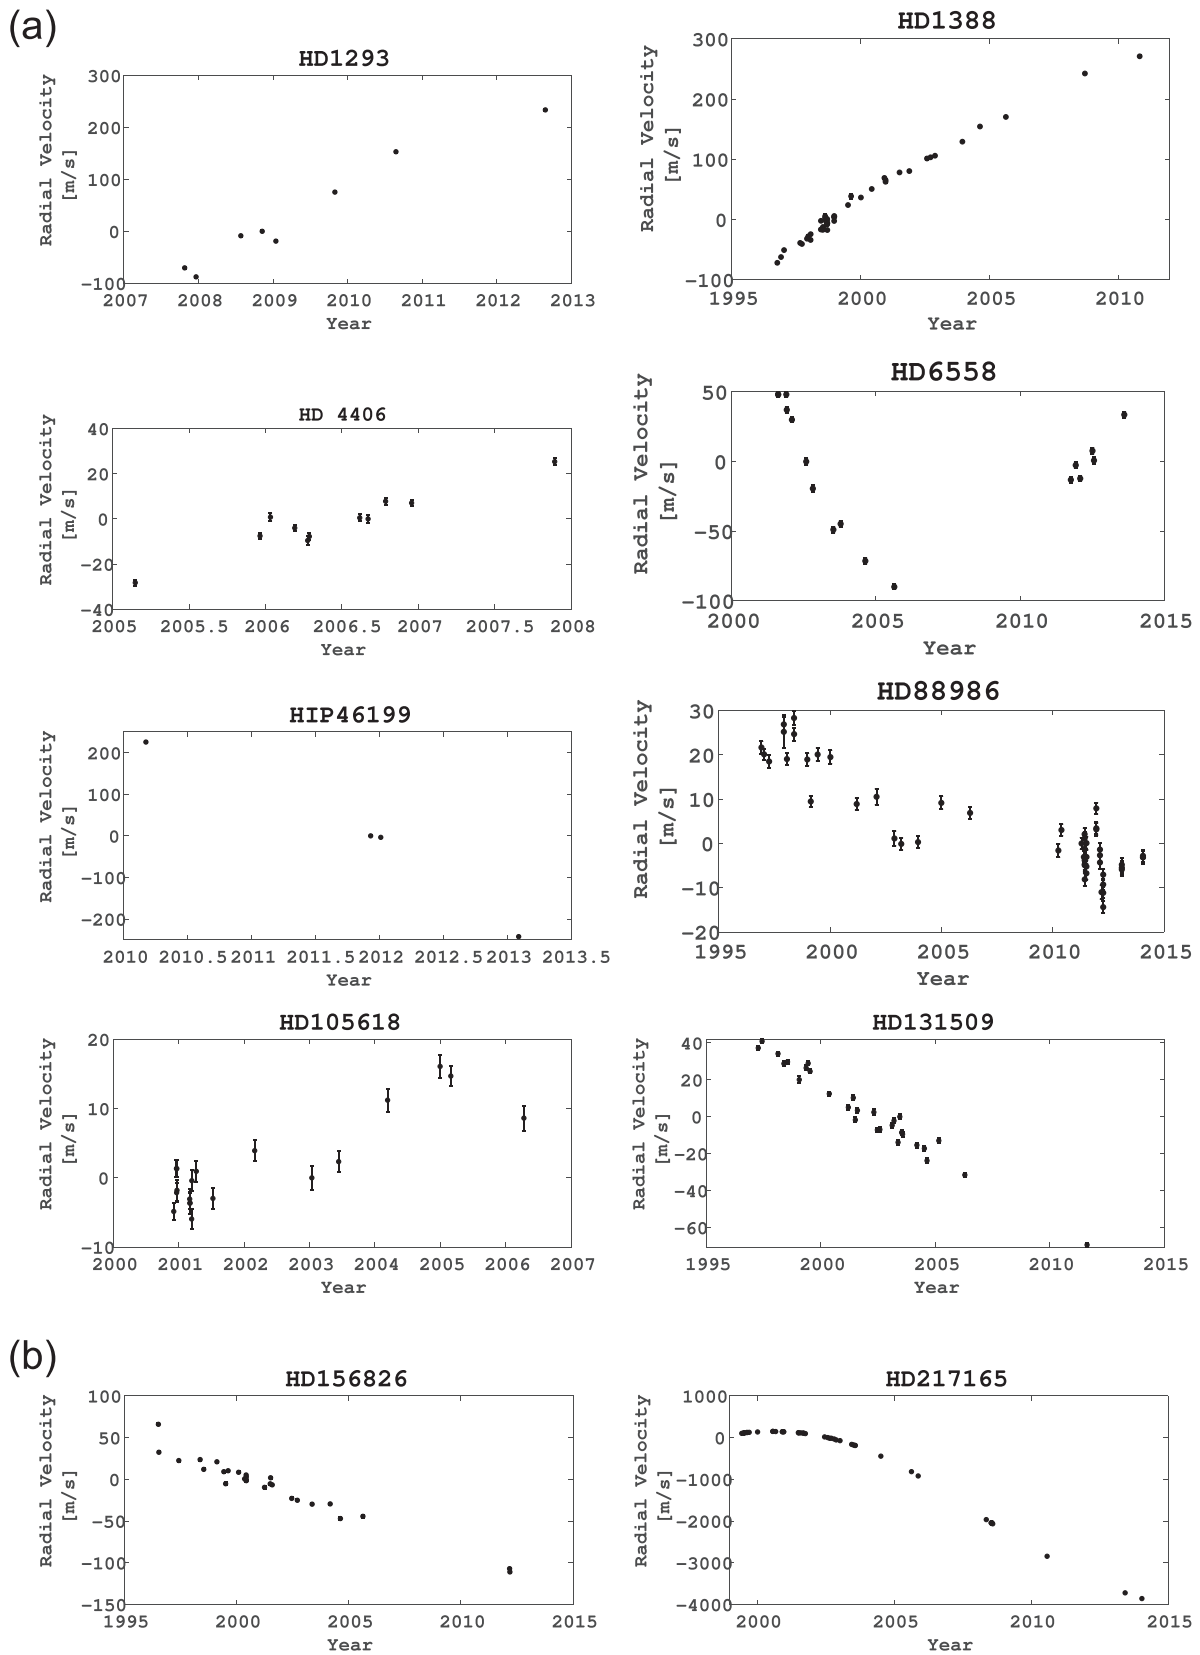 (a)
HD1293
Radial Velocity
[m/s]
300
200
100
0
−100
2007 2008 2009 2010 2011 2012 2013
Year
HD1388
Radial Velocity
[m/s]
300
200
100
0
−100
1995 2000 2005 2010
Year
HD 4406
Radial Velocity
[m/s]
40
20
0
−20
−40
2005 2005.5 2006 2006.5 2007 2007.5 2008
Year
HD6558
Radial Velocity
[m/s]
50
0
−50
−100
2000 2005 2010 2015
Year
HIP46199
Radial Velocity
[m/s]
200
100
0
−100
−200
2010 2010.5 2011 2011.5 2012 2012.5 2013 2013.5
Year
HD88986
Radial Velocity
[m/s]
30
20
10
0
−10
−20
1995 2000 2005 2010 2015
Year
HD105618
Radial Velocity
[m/s]
20
10
0
−10
2000 2001 2002 2003 2004 2005 2006 2007
Year
HD131509
Radial Velocity
[m/s]
40
20
0
−20
−40
−60
1995 2000 2005 2010 2015
Year
(b)
HD156826
Radial Velocity
[m/s]
100
50
0
−50
−100
−150
1995 2000 2005 2010 2015
Year
HD217165
Radial Velocity
[m/s]
1000
0
−1000
−2000
−3000
−4000
2000 2005 2010 2015
Year